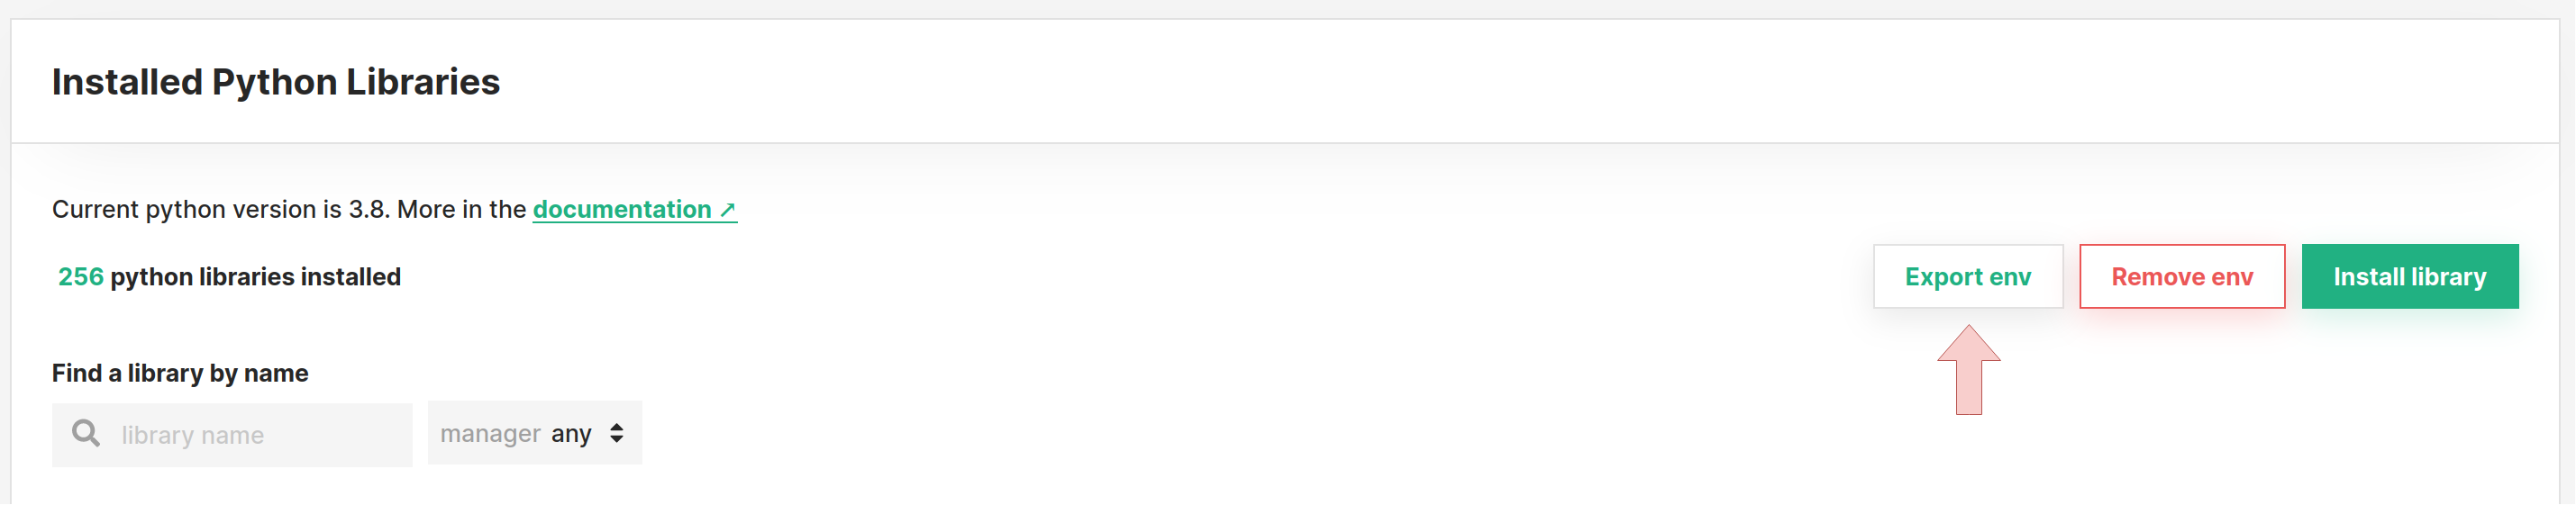 Installed Python Libraries
Current python version is 3.8. More in the documentation ↗
256 python libraries installed
Export env
Remove env
Install library
Find a library by name
library name
manager any